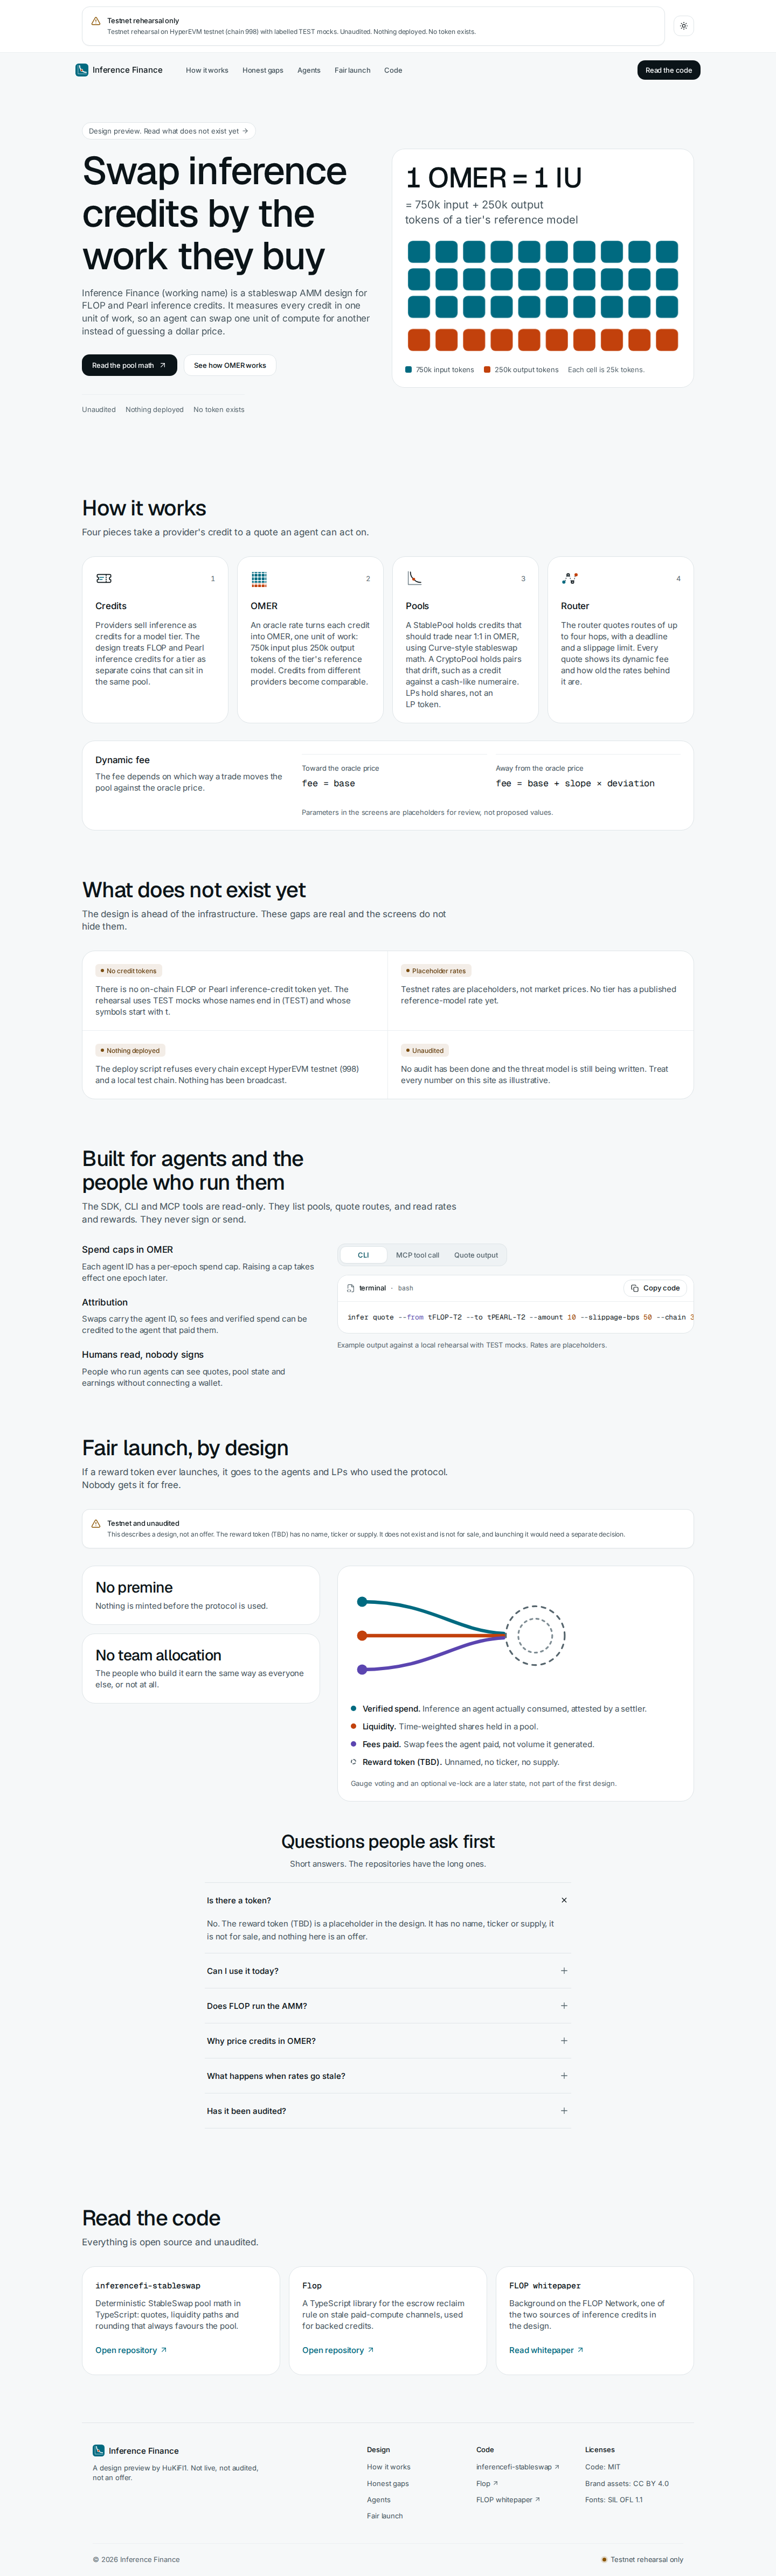 Testnet rehearsal only
Testnet rehearsal on HyperEVM testnet (chain 998) with labelled TEST mocks. Unaudited. Nothing deployed. No token exists.
Inference Finance
How it works
Honest gaps
Agents
Fair launch
Code
Read the code
Design preview. Read what does not exist yet →
Swap inference
credits by the
work they buy
Inference Finance (working name) is a stableswap AMM design for
FLOP and Pearl inference credits. It measures every credit in one
unit of work, so an agent can swap one unit of compute for another
instead of guessing a dollar price.
Read the pool math
See how OMER works
Unaudited
Nothing deployed
No token exists
1 OMER = 1 IU
= 750k input + 250k output
tokens of a tier's reference model
750k input tokens
250k output tokens
Each cell is 25k tokens.
How it works
Four pieces take a provider's credit to a quote an agent can act on.
1
Credits
Providers sell inference as
credits for a model tier. The
design treats FLOP and Pearl
inference credits for a tier as
separate coins that can sit in
the same pool.
2
OMER
An oracle rate turns each credit
into OMER, one unit of work:
750k input plus 250k output
tokens of the tier's reference
model. Credits from different
providers become comparable.
3
Pools
A StablePool holds credits that
should trade near 1:1 in OMER,
using Curve-style stableswap
math. A CryptoPool holds pairs
that drift, such as a credit
against a cash-like numeraire.
LPs hold shares, not an
LP token.
4
Router
The router quotes routes of up
to four hops, with a deadline
and a slippage limit. Every
quote shows its dynamic fee
and how old the rates behind
it are.
Dynamic fee
The fee depends on which way a trade moves the
pool against the oracle price.
Toward the oracle price
fee = base
Away from the oracle price
fee = base + slope × deviation
Parameters in the screens are placeholders for review, not proposed values.
What does not exist yet
The design is ahead of the infrastructure. These gaps are real and the screens do not
hide them.
No credit tokens
There is no on-chain FLOP or Pearl inference-credit token yet. The
rehearsal uses TEST mocks whose names end in (TEST) and whose
symbols start with t.
Placeholder rates
Testnet rates are placeholders, not market prices. No tier has a published
reference-model rate yet.
Nothing deployed
The deploy script refuses every chain except HyperEVM testnet (998)
and a local test chain. Nothing has been broadcast.
Unaudited
No audit has been done and the threat model is still being written. Treat
every number on this site as illustrative.
Built for agents and the
people who run them
The SDK, CLI and MCP tools are read-only. They list pools, quote routes, and read rates
and rewards. They never sign or send.
Spend caps in OMER
Each agent ID has a per-epoch spend cap. Raising a cap takes
effect one epoch later.
Attribution
Swaps carry the agent ID, so fees and verified spend can be
credited to the agent that paid them.
Humans read, nobody signs
People who run agents can see quotes, pool state and
earnings without connecting a wallet.
CLI
MCP tool call
Quote output
terminal · bash
Copy code
infer quote --from tFLOP-T2 --to tPEARL-T2 --amount 10 --slippage-bps 50 --chain
Example output against a local rehearsal with TEST mocks. Rates are placeholders.
Fair launch, by design
If a reward token ever launches, it goes to the agents and LPs who used the protocol.
Nobody gets it for free.
Testnet and unaudited
This describes a design, not an offer. The reward token (TBD) has no name, ticker or supply. It does not exist and is not for sale, and launching it would need a separate decision.
No premine
Nothing is minted before the protocol is used.
No team allocation
The people who build it earn the same way as everyone
else, or not at all.
Verified spend. Inference an agent actually consumed, attested by a settler.
Liquidity. Time-weighted shares held in a pool.
Fees paid. Swap fees the agent paid, not volume it generated.
Reward token (TBD). Unnamed, no ticker, no supply.
Gauge voting and an optional ve-lock are a later state, not part of the first design.
Questions people ask first
Short answers. The repositories have the long ones.
Is there a token?
No. The reward token (TBD) is a placeholder in the design. It has no name, ticker or supply, it
is not for sale, and nothing here is an offer.
Can I use it today?
Does FLOP run the AMM?
Why price credits in OMER?
What happens when rates go stale?
Has it been audited?
Read the code
Everything is open source and unaudited.
inferencefi-stableswap
Deterministic StableSwap pool math in
TypeScript: quotes, liquidity paths and
rounding that always favours the pool.
Open repository
Flop
A TypeScript library for the escrow reclaim
rule on stale paid-compute channels, used
for backed credits.
Open repository
FLOP whitepaper
Background on the FLOP Network, one of
the two sources of inference credits in
the design.
Read whitepaper
Inference Finance
A design preview by HuKiFi11. Not live, not audited,
not an offer.
Design
How it works
Honest gaps
Agents
Fair launch
Code
inferencefi-stableswap
Flop
FLOP whitepaper
Licenses
Code: MIT
Brand assets: CC BY 4.0
Fonts: SIL OFL 1.1
© 2026 Inference Finance
Testnet rehearsal only